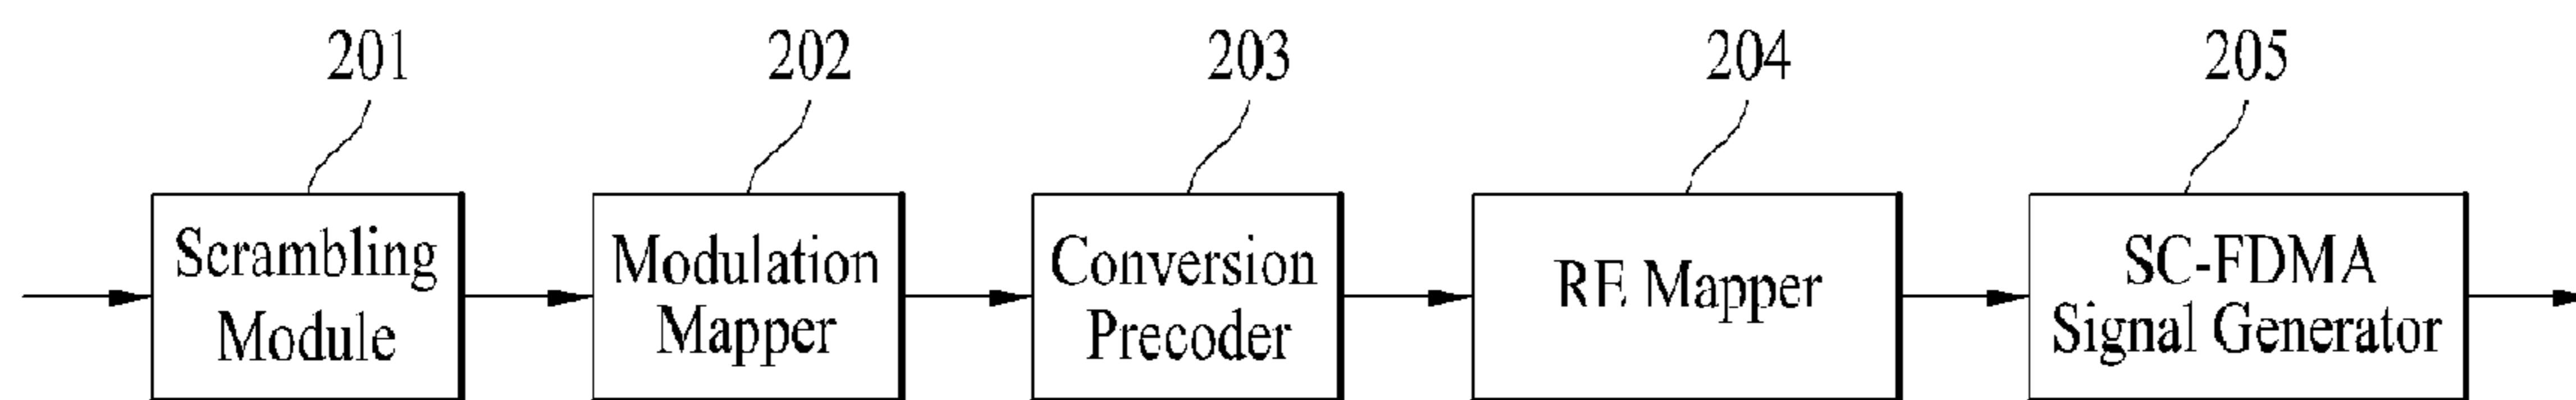 201
202
203
204
205
Scrambling
Module
Modulation
Mapper
Conversion
Precoder
RE Mapper
SC-FDMA
Signal Generator